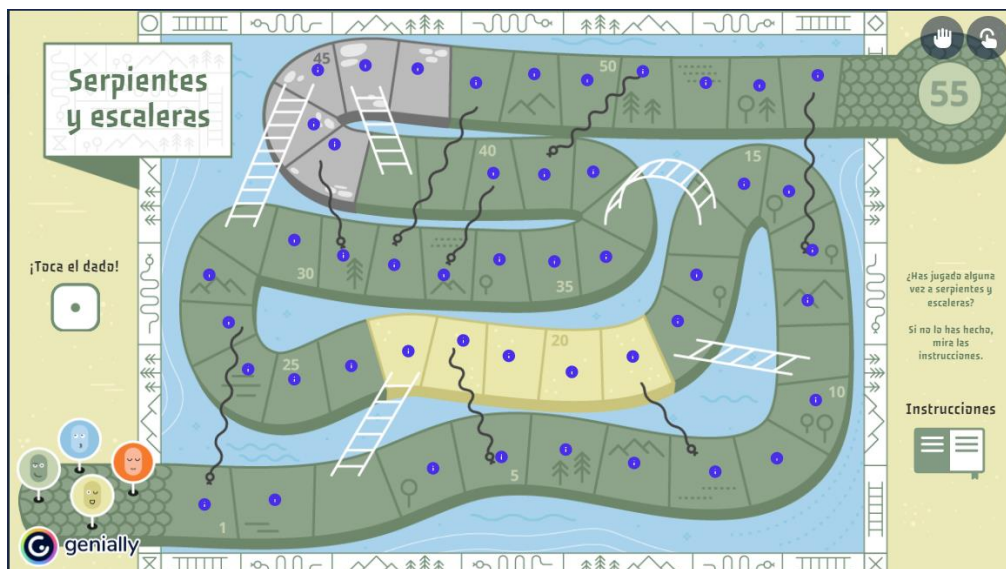 Serpientes
y escaleras
45
50
55
40
15
¡Toca el dado!
30
35
¿Has jugado alguna
vez a serpientes y
escaleras?
Si no lo has hecho,
mira las
instrucciones.
25
20
10
Instrucciones
5
1
genially